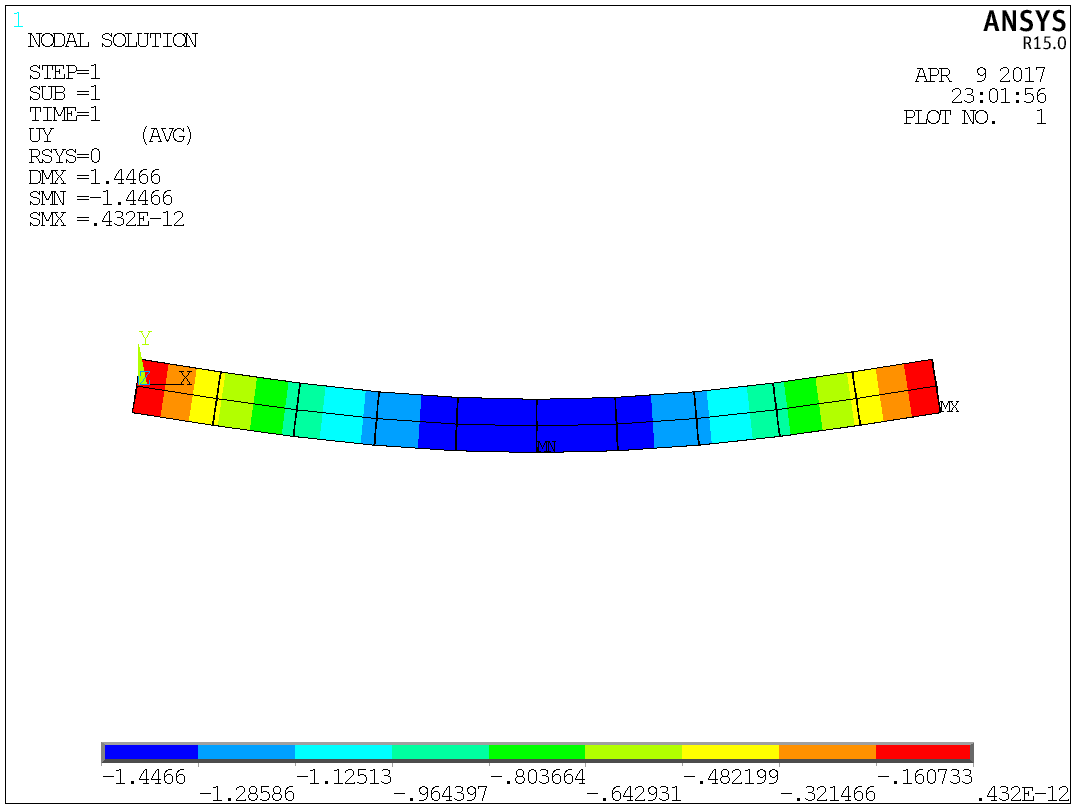 1
NODAL SOLUTION
STEP=1
SUB =1
TIME=1
UY (AVG)
RSYS=0
DMX =1.4466
SMN =-1.4466
SMX =.432E-12
ANSYS
R15.0
APR 9 2017
23:01:56
PLOT NO. 1
Y
Z X
MX
MN
-1.4466 -1.12513 -.803664 -.482199 -.160733
-1.28586 -.964397 -.642931 -.321466 .432E-12